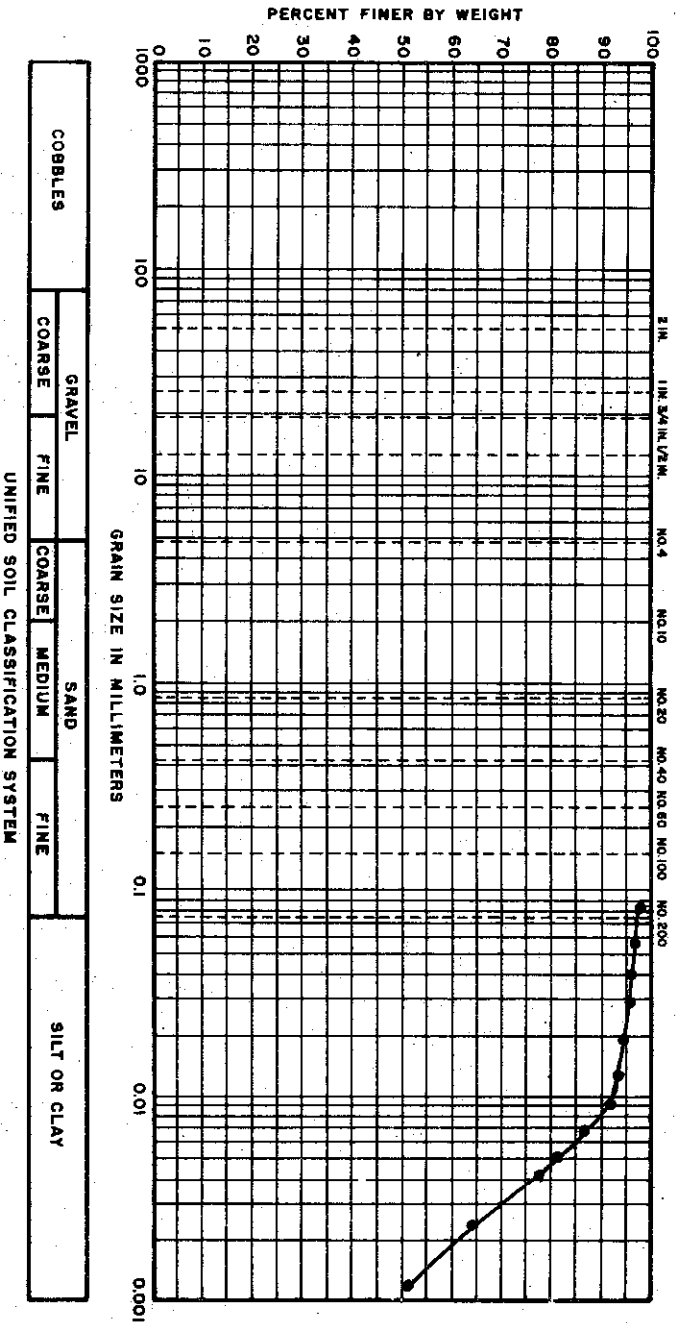 2 IN.
1 IN. 3/4 IN. 1/2 IN.
NO. 4
NO. 10
NO. 20
NO. 40 NO. 60
NO. 100
NO. 200
PERCENT FINER BY WEIGHT
100
90
80
70
60
50
40
30
20
10
0
1000
100
10
0.1
0.1
0.01
0.001
GRAIN SIZE IN MILLIMETERS
COBBLES
GRAVEL
SAND
SILT OR CLAY
COARSE
FINE
COARSE
MEDIUM
FINE
UNIFIED SOIL CLASSIFICATION SYSTEM